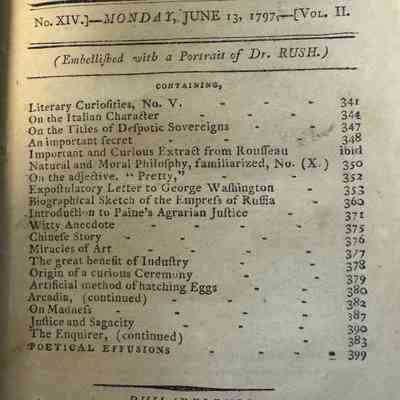 No. XIV.]—MONDAY, JUNE 13, 1797,—[VOL. II.
(Embellished with a Portrait of Dr. RUSH.)
CONTAINING,
Literary Curiosities, No. V. - - - 341
On the Italian Character - - - 344
On the Titles of Despotic Sovereigns - - - 347
An important secret - - - 348
Important and Curious Extract from Rousseau ibid
Natural and Moral Philosphy, familiarized, No. (X.) 350
On the adjective. "Pretty," - - - 352
Expostulatory Letter to George Washington - 353
Biographical Sketch of the Empress of Russia - 360
Introduction to Paine's Agrarian Justice - 371
Witty Anecdote - - - 375
Chinese Story - - - 376
Miracles of Art - - - 377
The great benefit of Industry - - - 378
Origin of a curious Ceremony - - - 379
Artificial method of hatching Eggs - - 380
Arcadia, (continued) - - - 382
On Madness - - - 387
Justice and Sagacity - - - 390
The Enquirer, (continued) - - - 383
POETICAL EFFUSIONS - - - 399